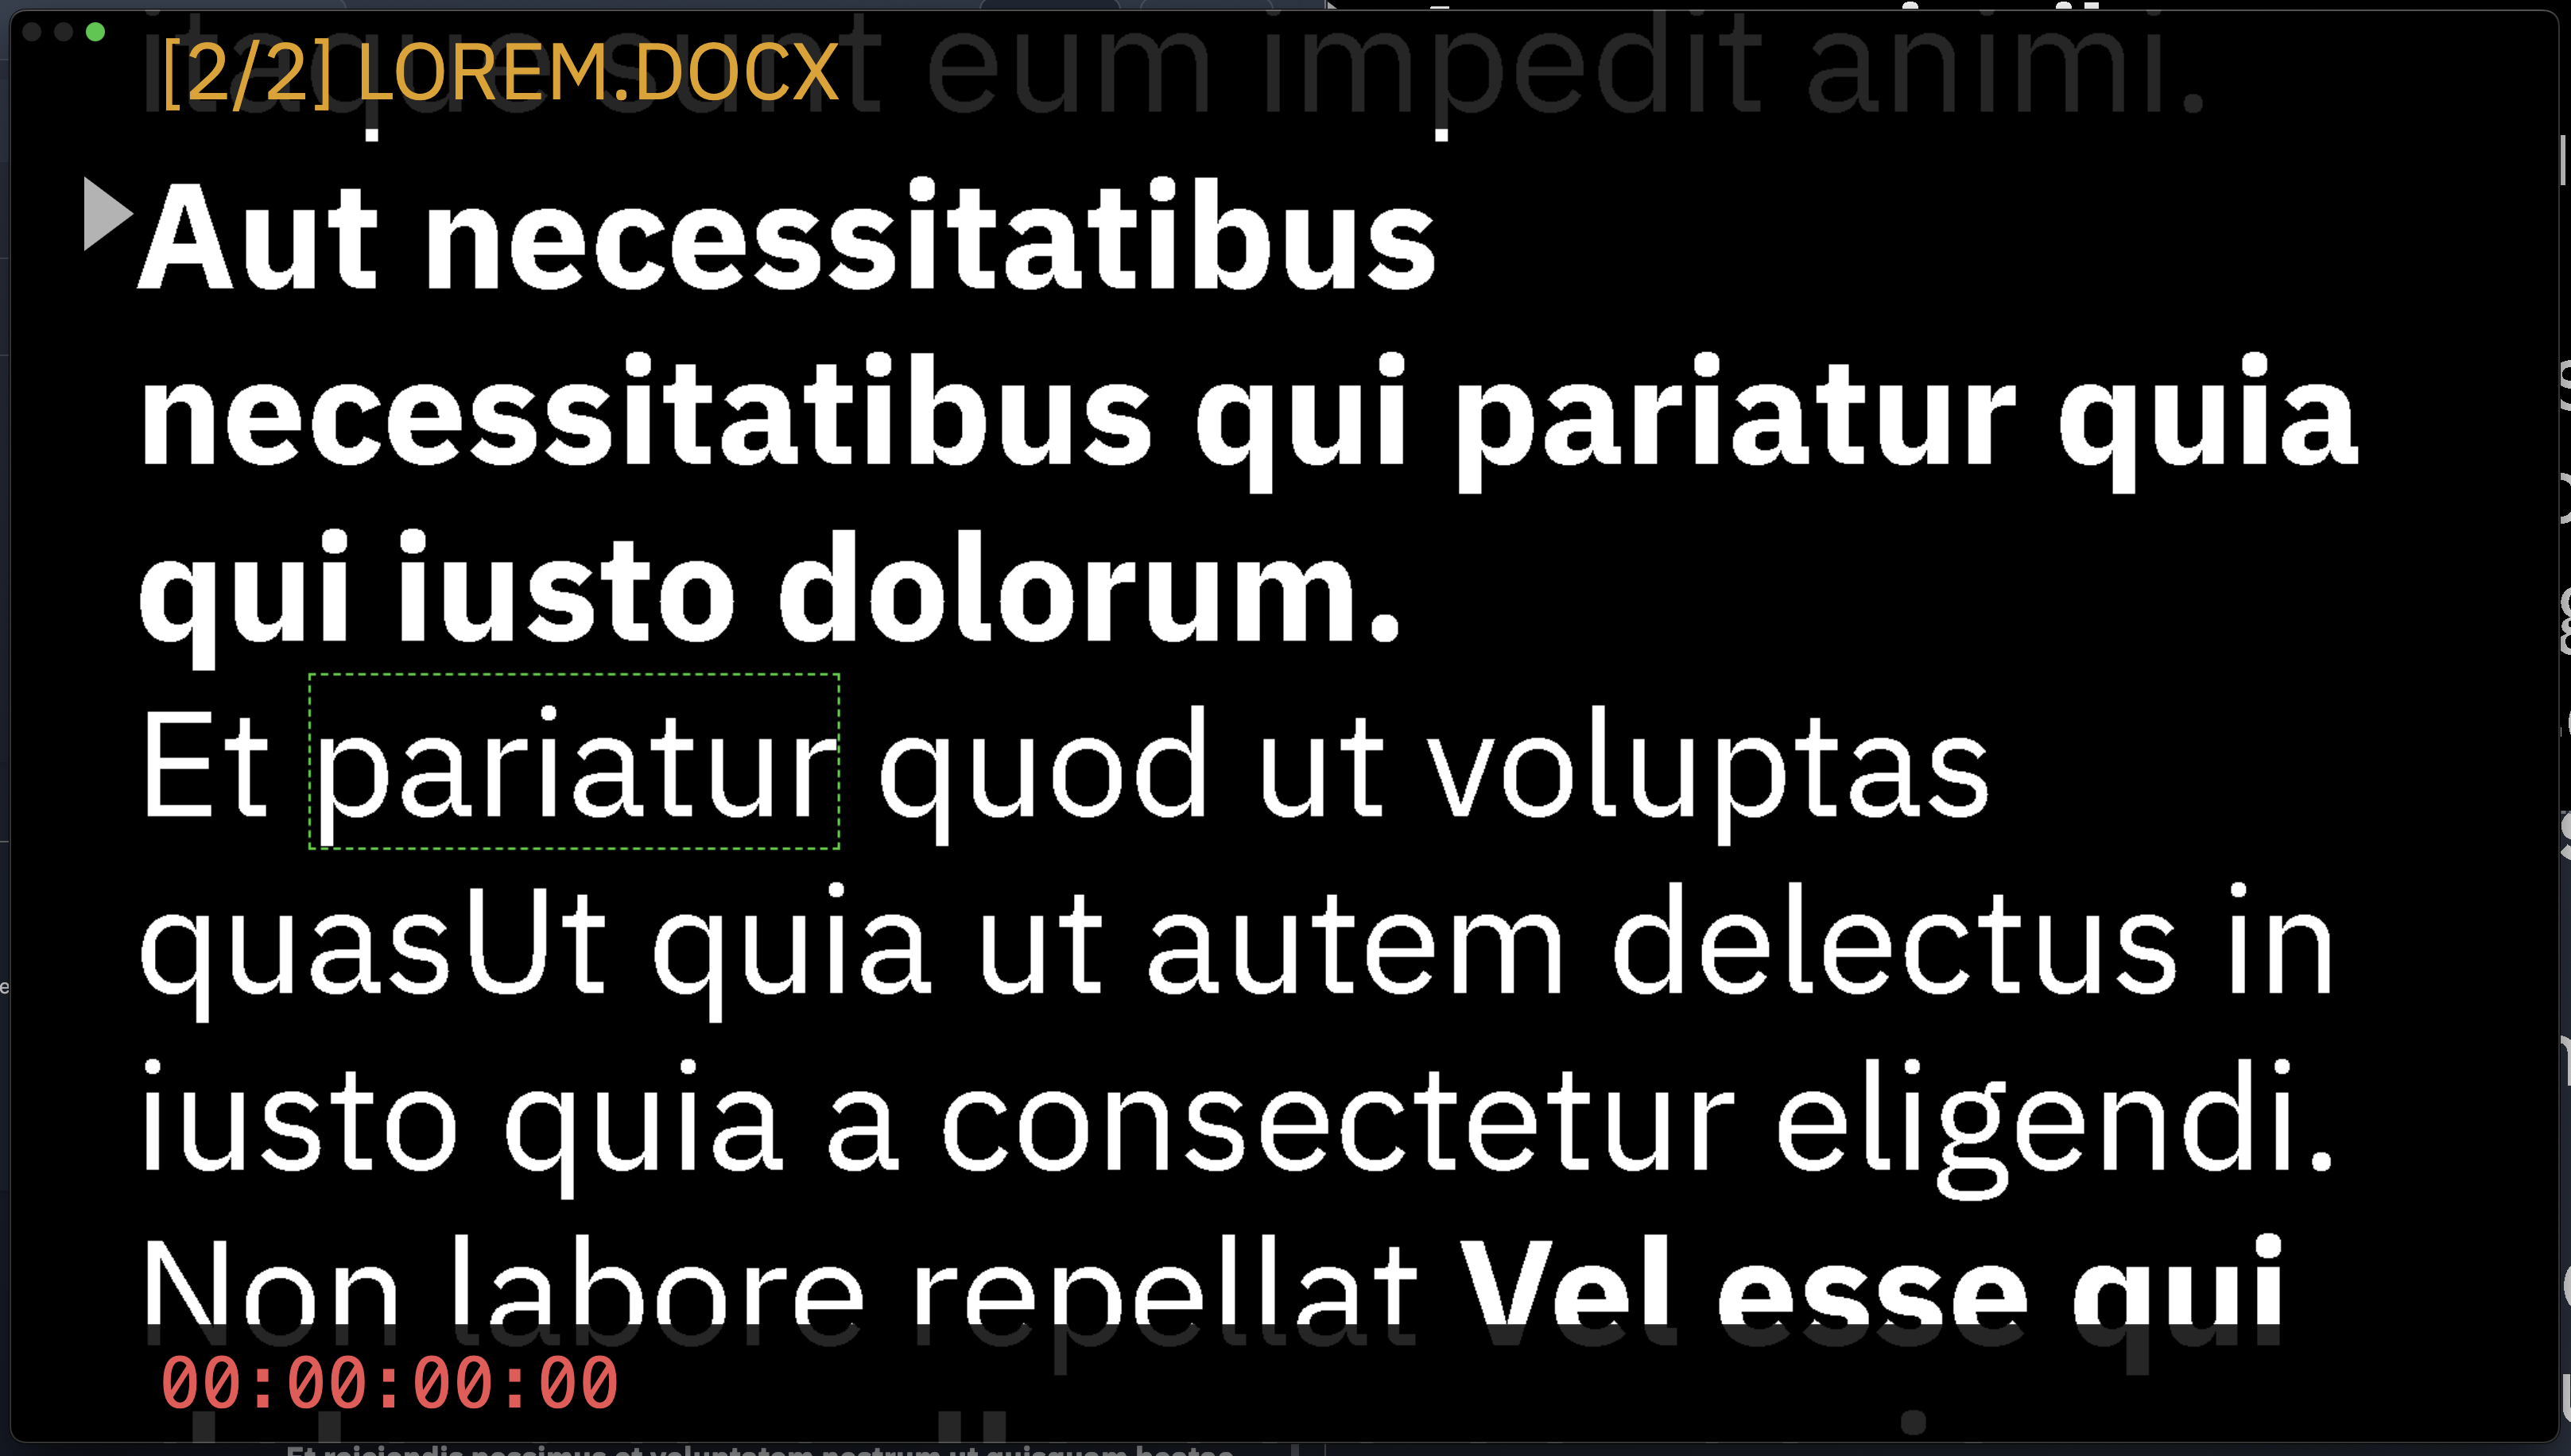 [2/2] LOREM.DOCX
itaque sunt eum impedit animi.
Aut necessitatibus
necessitatibus qui pariatur quia
qui iusto dolorum.
Et pariatur quod ut voluptas
quasUt quia ut autem delectus in
iusto quia a consectetur eligendi.
Non labore repellat Vel esse qui
00:00:00:00
Et reiciendis possimus et voluptatem nostrum ut quisquam beatae